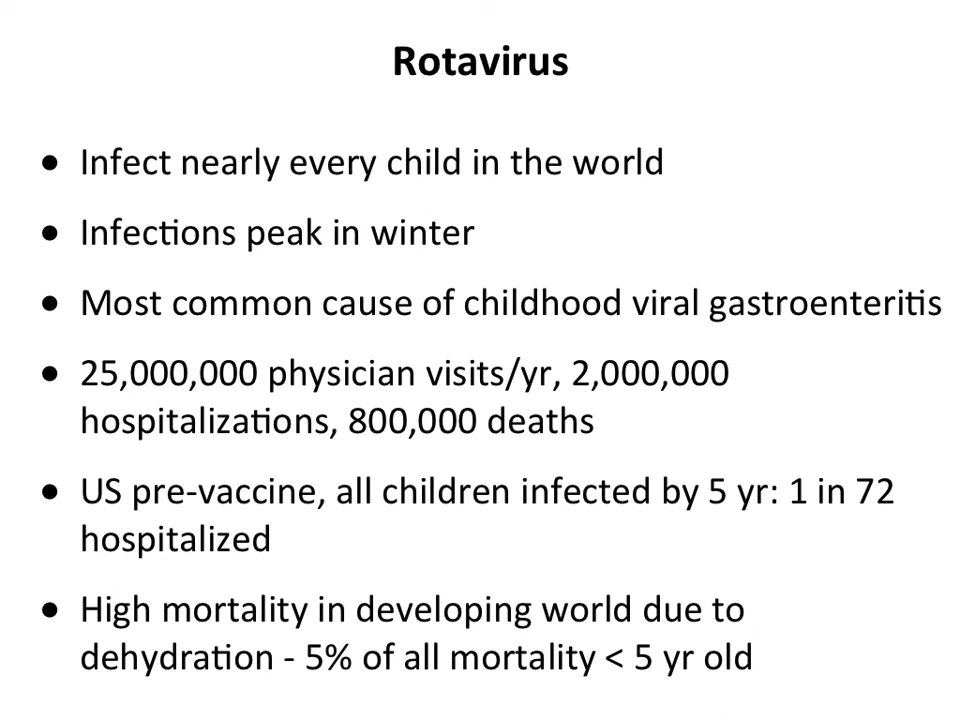 Rotavirus
● Infect nearly every child in the world
● Infections peak in winter
● Most common cause of childhood viral gastroenteritis
● 25,000,000 physician visits/yr, 2,000,000
hospitalizations, 800,000 deaths
● US pre-vaccine, all children infected by 5 yr: 1 in 72
hospitalized
● High mortality in developing world due to
dehydration - 5% of all mortality < 5 yr old